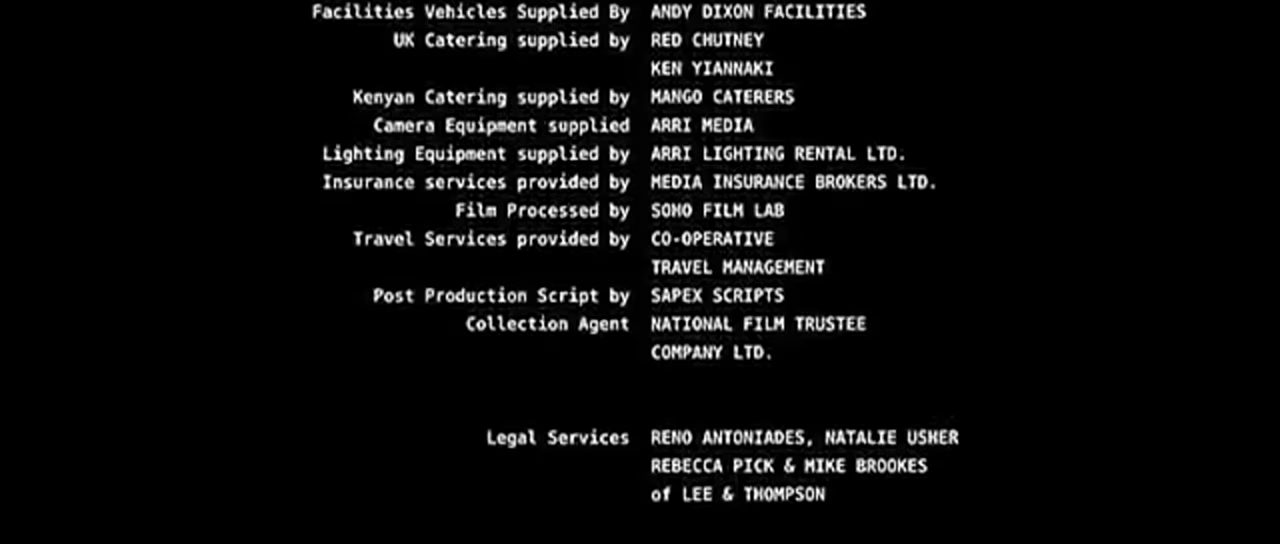 Facilities Vehicles Supplied By ANDY DIXON FACILITIES
UK Catering supplied by RED CHUTNEY
KEN YIANNAKI
Kenyan Catering supplied by MANGO CATERERS
Camera Equipment supplied ARRI MEDIA
Lighting Equipment supplied by ARRI LIGHTING RENTAL LTD.
Insurance services provided by MEDIA INSURANCE BROKERS LTD.
Film Processed by SOHO FILM LAB
Travel Services provided by CO-OPERATIVE
TRAVEL MANAGEMENT
Post Production Script by SAPEX SCRIPTS
Collection Agent NATIONAL FILM TRUSTEE
COMPANY LTD.
Legal Services RENO ANTONIADES, NATALIE USHER
REBECCA PICK & MIKE BROOKES
of LEE & THOMPSON